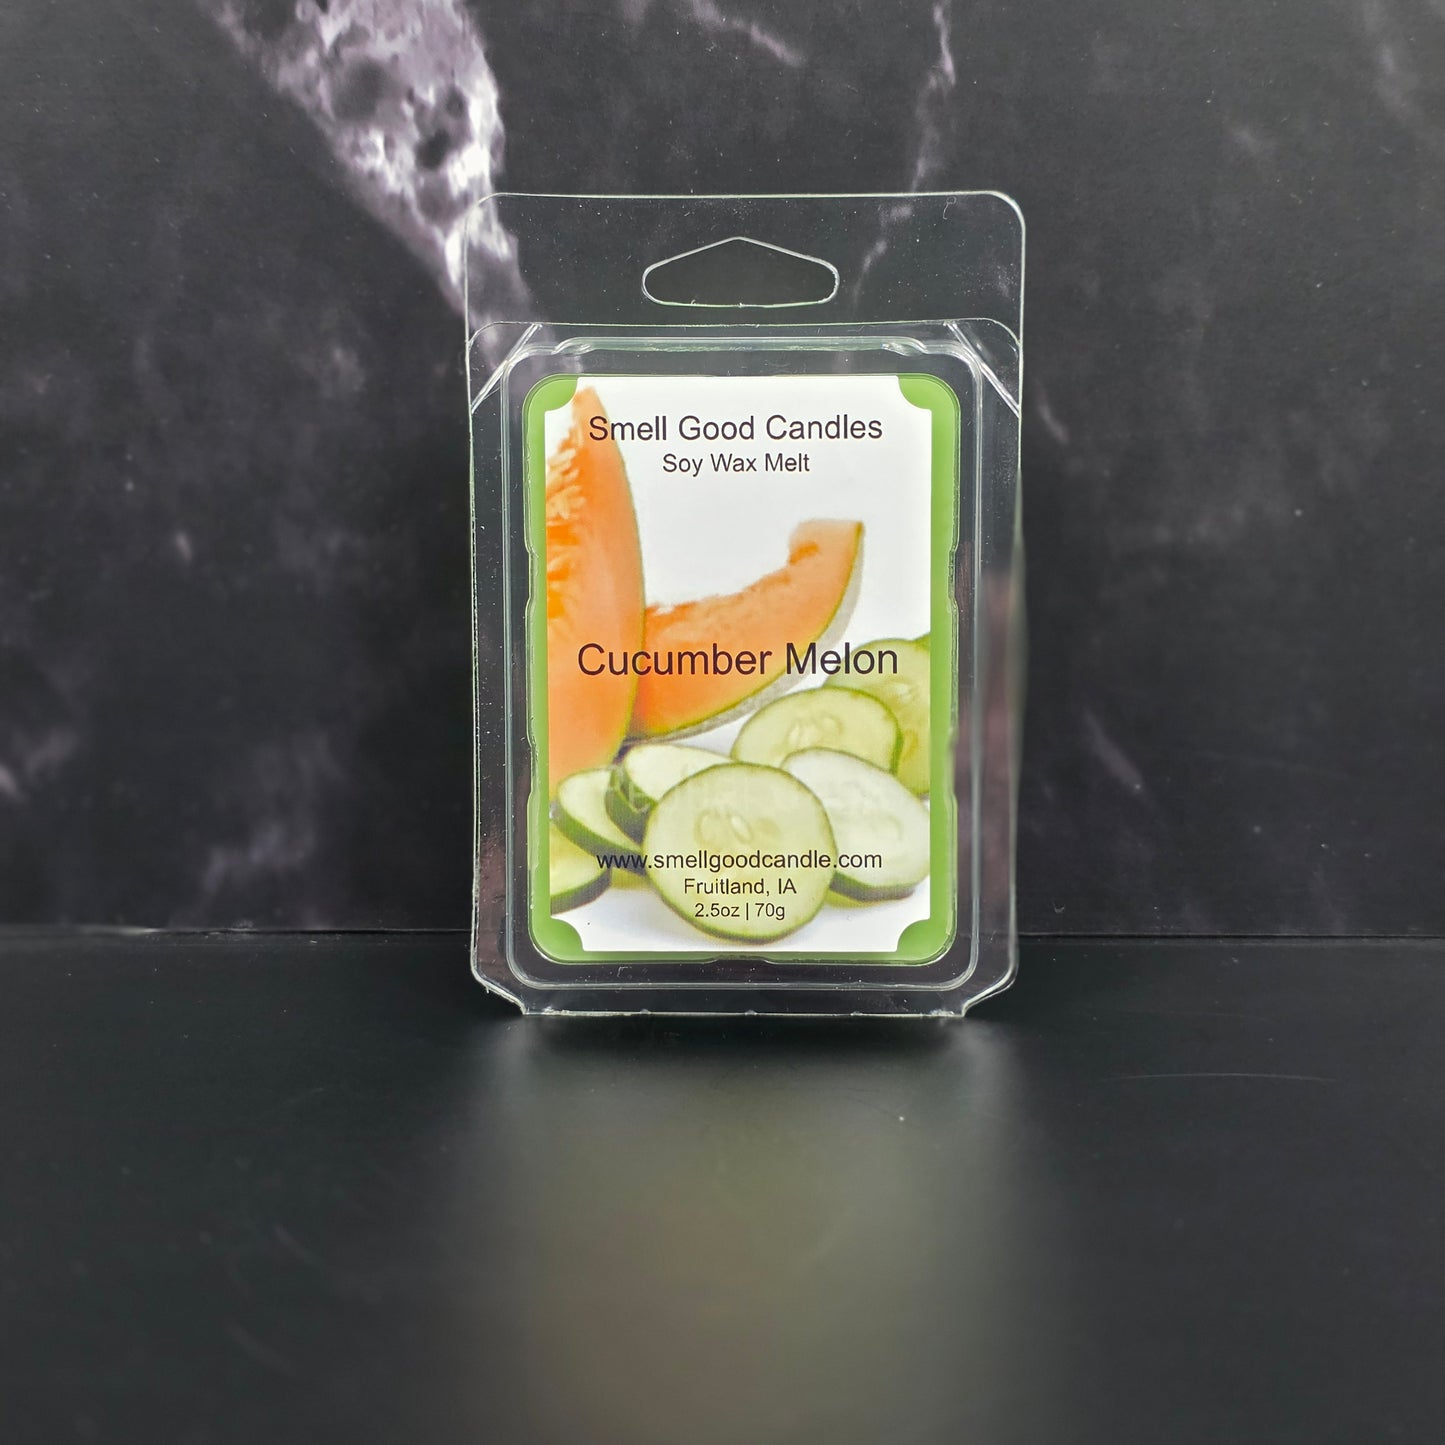 Smell Good Candles
Soy Wax Melt
Cucumber Melon
www.smellgoodcandle.com
Fruitland, IA
2.5oz | 70g